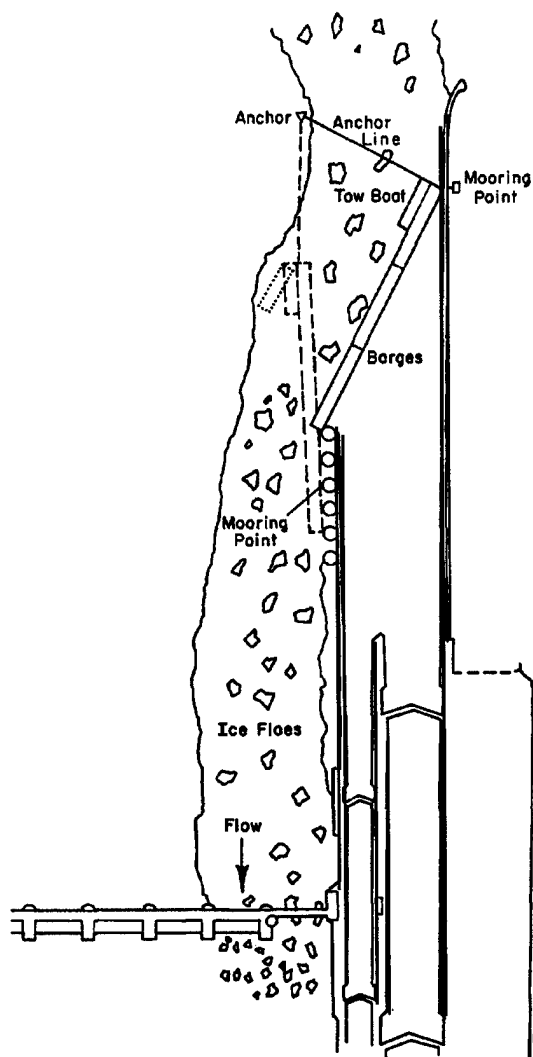 Anchor
Anchor
Line
Mooring
Point
Tow Boat
Barges
Mooring
Point
Ice Floes
Flow